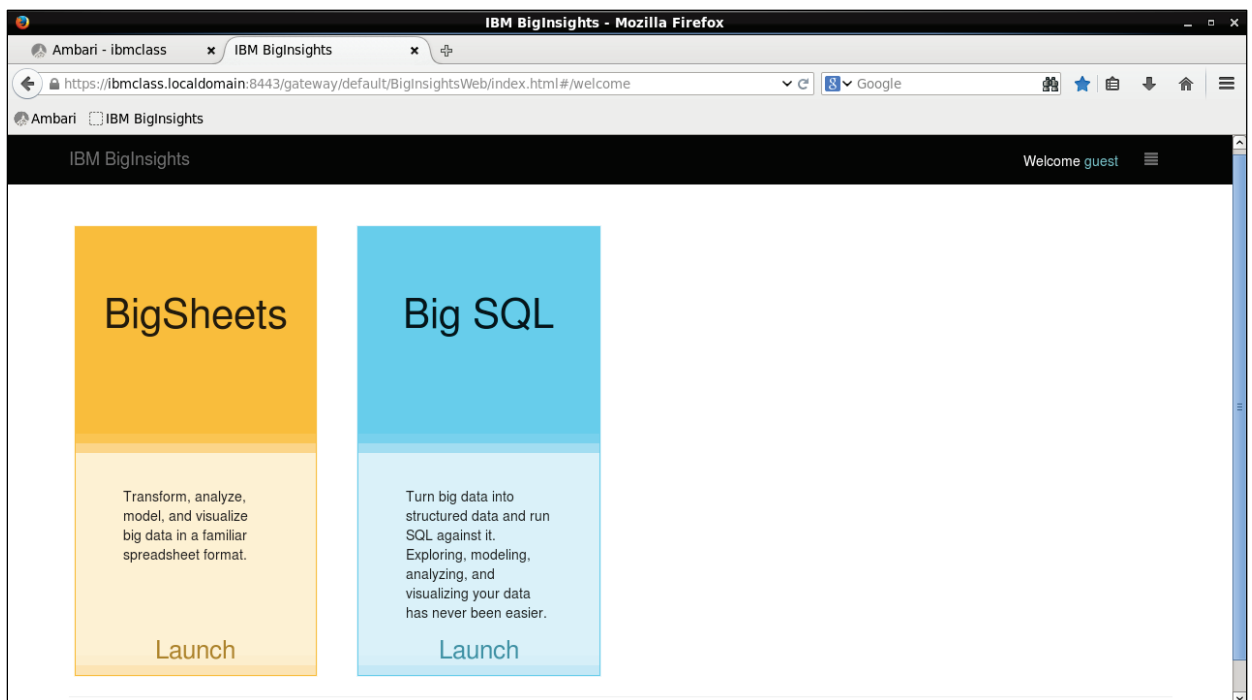 IBM BigInsights - Mozilla Firefox
Ambari - ibmclass
IBM BigInsights
https://ibmclass.localdomain:8443/gateway/default/BigInsightsWeb/index.html#/welcome
Google
Ambari
IBM BigInsights
IBM BigInsights
Welcome guest
BigSheets
Transform, analyze,
model, and visualize
big data in a familiar
spreadsheet format.
Launch
Big SQL
Turn big data into
structured data and run
SQL against it.
Exploring, modeling,
analyzing, and
visualizing your data
has never been easier.
Launch